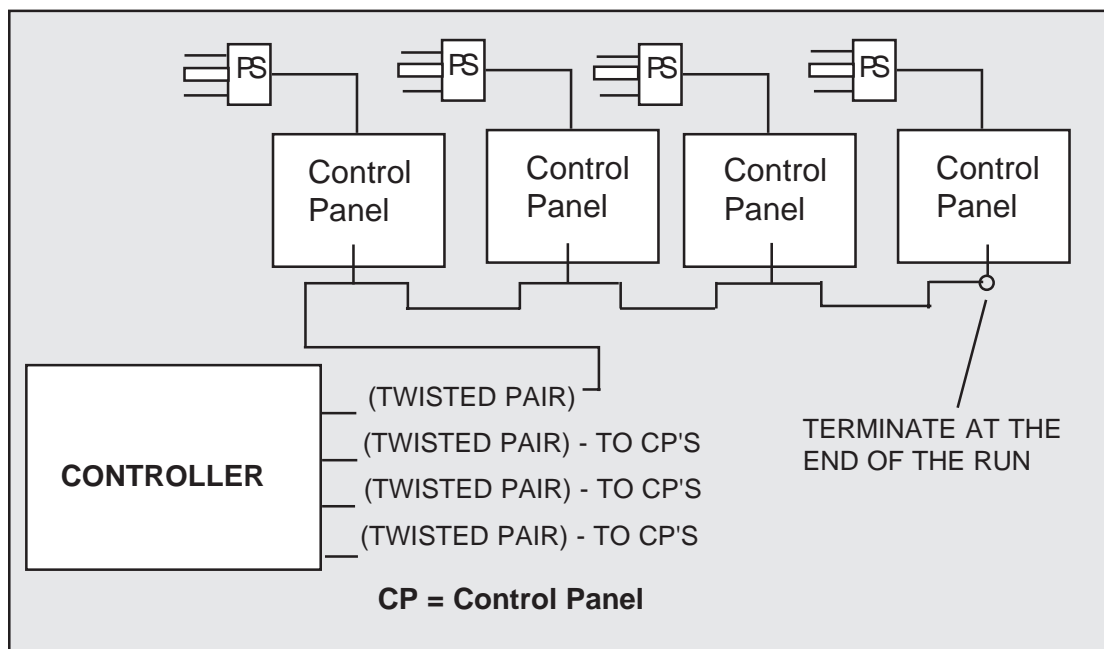 PS
PS
PS
PS
Control
Panel
Control
Panel
Control
Panel
Control
Panel
(TWISTED PAIR)
(TWISTED PAIR) - TO CP'S
(TWISTED PAIR) - TO CP'S
(TWISTED PAIR) - TO CP'S
CONTROLLER
TERMINATE AT THE
END OF THE RUN
CP = Control Panel